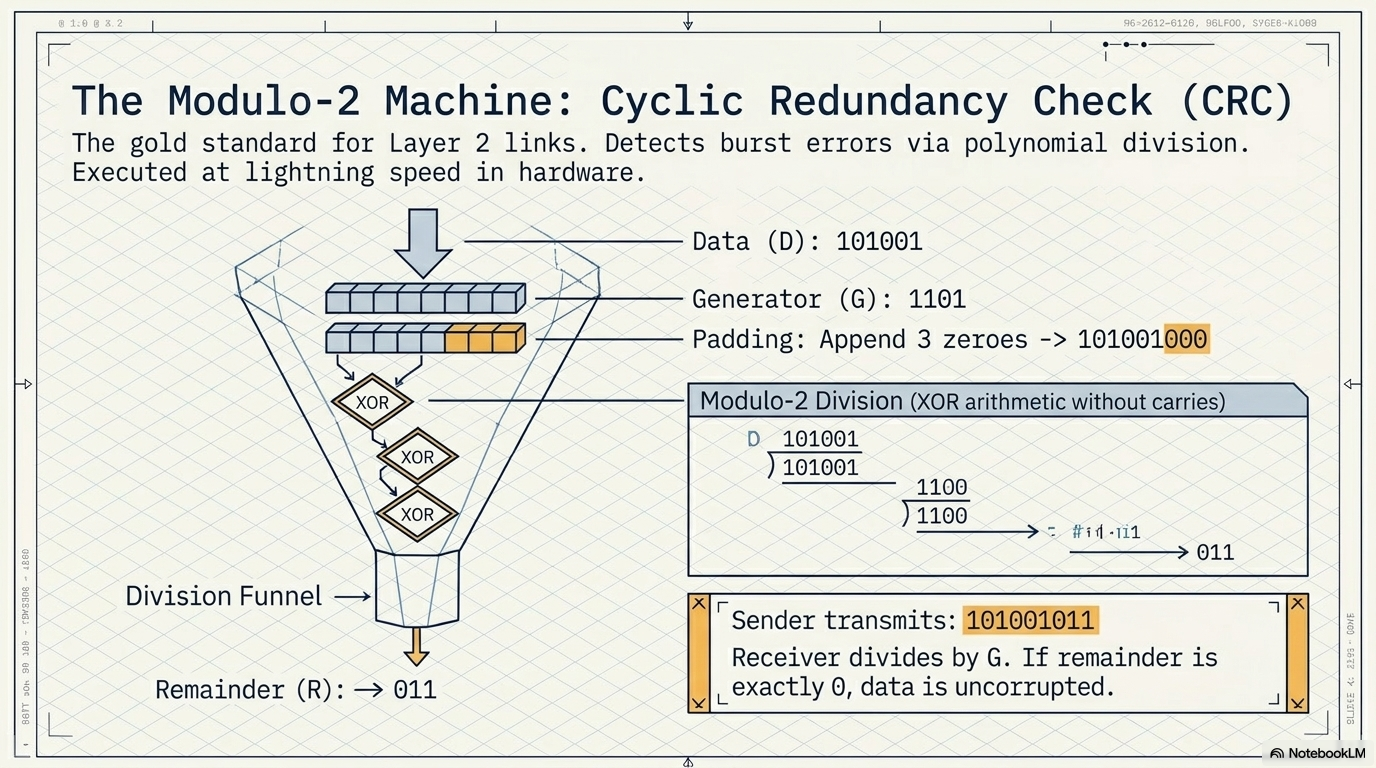 The Modulo-2 Machine: Cyclic Redundancy Check (CRC)
The gold standard for Layer 2 links. Detects burst errors via polynomial division.
Executed at lightning speed in hardware.
Data (D): 101001
Generator (G): 1101
Padding: Append 3 zeroes -> 101001000
XOR
XOR
XOR
Division Funnel →
Remainder (R): → 011
Modulo-2 Division (XOR arithmetic without carries)
D 101001
)101001
1100
)1100
011
Sender transmits: 101001011
Receiver divides by G. If remainder is
exactly 0, data is uncorrupted.
NotebookLM